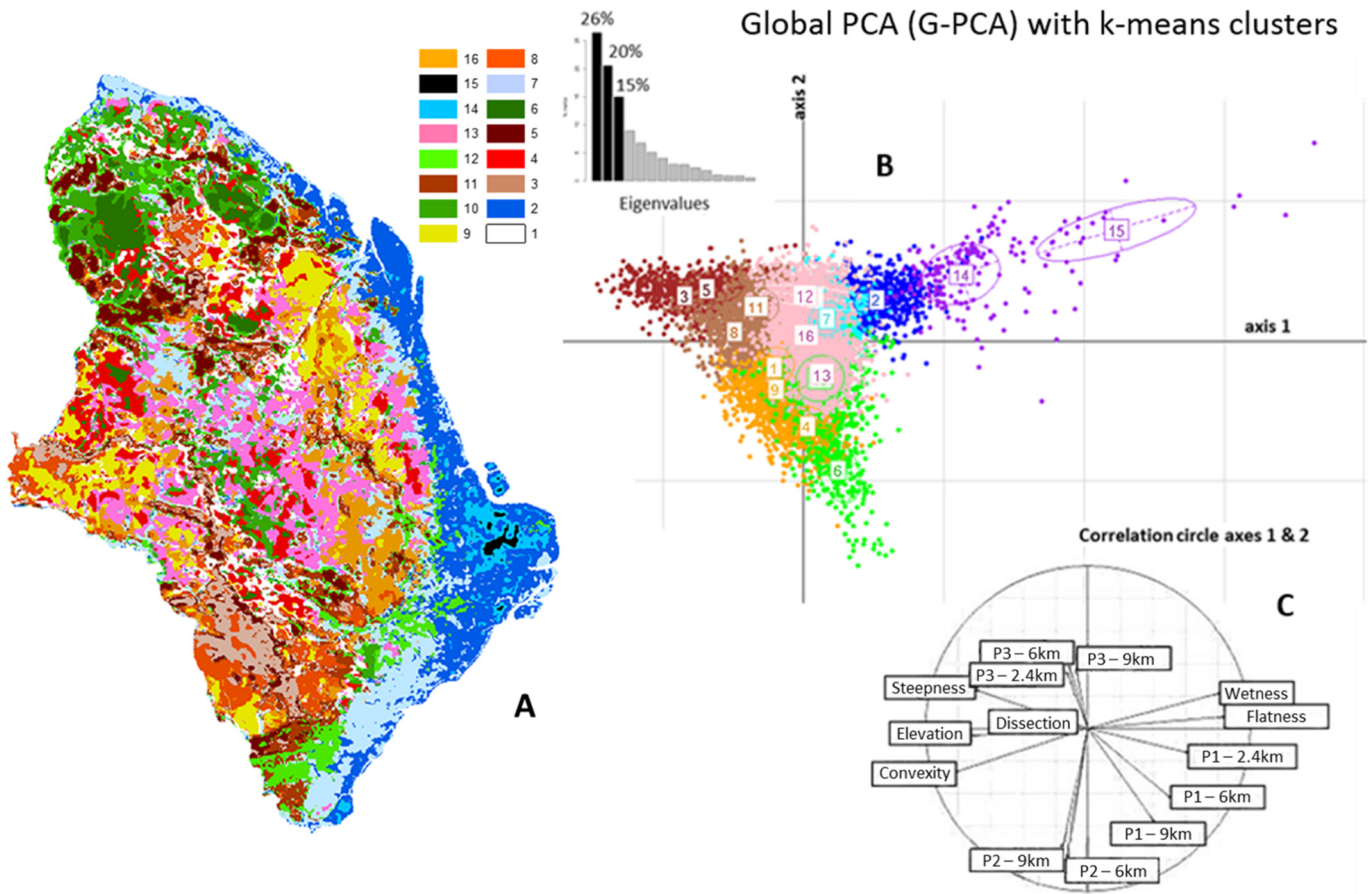 Global PCA (G-PCA) with k-means clusters
26%
20%
15%
Eigenvalues
16
8
15
7
14
6
13
5
12
4
11
3
10
2
9
1
A
B
axis 2
axis 1
15
14
12
2
3
5
11
7
8
16
1
13
9
4
6
Correlation circle axes 1 & 2
C
P3 – 6km
P3 – 9km
P3 – 2.4km
Steepness
Wetness
Dissection
Flatness
Elevation
P1 – 2.4km
Convexity
P1 – 6km
P1 – 9km
P2 – 9km
P2 – 6km